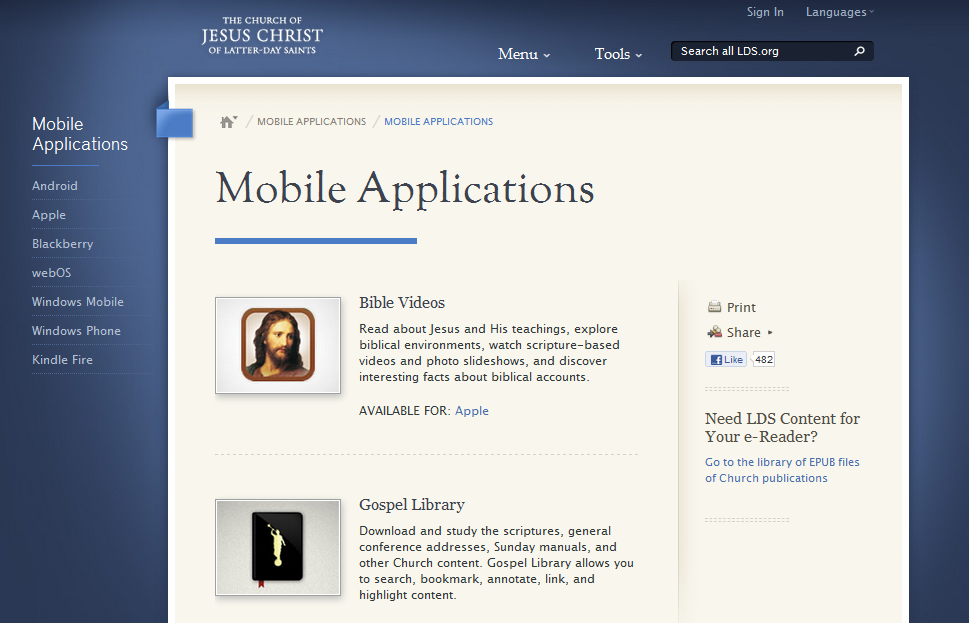 Sign In
Languages
THE CHURCH OF
JESUS CHRIST
OF LATTER-DAY SAINTS
Menu
Tools
Search all LDS.org
Mobile
Applications
Android
Apple
Blackberry
webOS
Windows Mobile
Windows Phone
Kindle Fire
MOBILE APPLICATIONS / MOBILE APPLICATIONS
Mobile Applications
Bible Videos
Read about Jesus and His teachings, explore
biblical environments, watch scripture-based
videos and photo slideshows, and discover
interesting facts about biblical accounts.
AVAILABLE FOR: Apple
Gospel Library
Download and study the scriptures, general
conference addresses, Sunday manuals, and
other Church content. Gospel Library allows you
to search, bookmark, annotate, link, and
highlight content.
Print
Share
Like 482
Need LDS Content for
Your e-Reader?
Go to the library of EPUB files
of Church publications